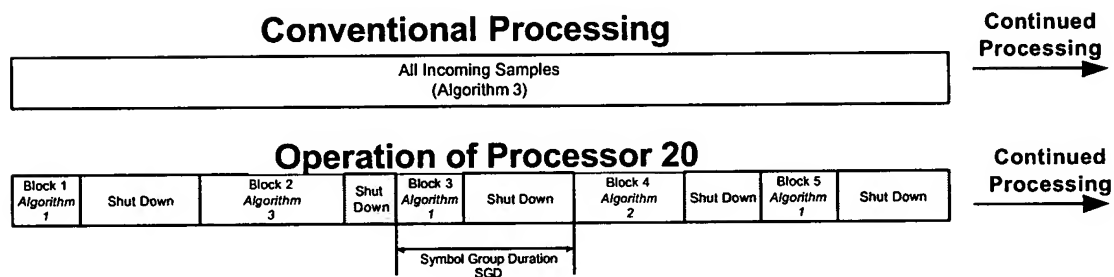 Conventional Processing
Continued
Processing
All Incoming Samples
(Algorithm 3)
Operation of Processor 20
Continued
Processing
Block 1
Algorithm
1
Shut Down
Block 2
Algorithm
3
Shut
Down
Block 3
Algorithm
1
Shut Down
Block 4
Algorithm
2
Shut Down
Block 5
Algorithm
1
Shut Down
Symbol Group Duration
SGD